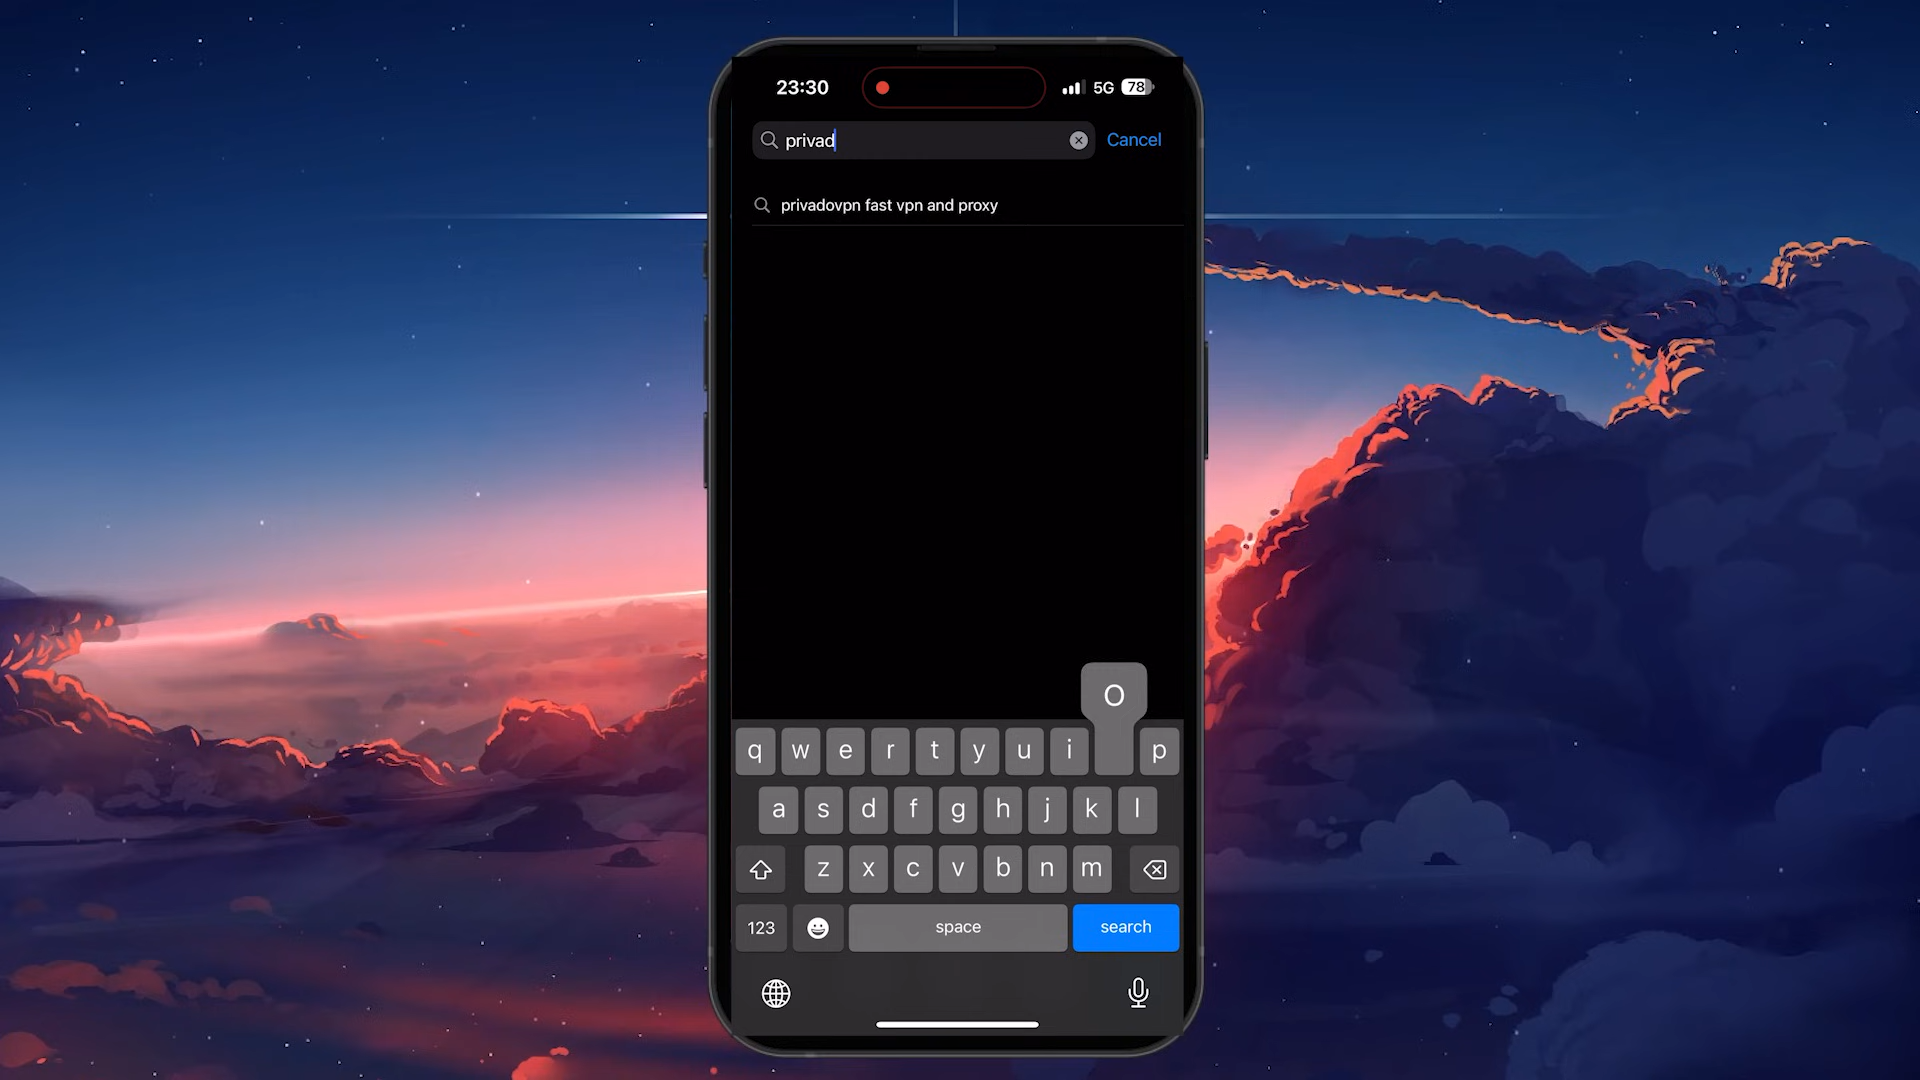 23:30
5G 78
privad
Cancel
privadovpn fast vpn and proxy
o
q w e r t y u i p
a s d f g h j k l
z x c v b n m
123 space search